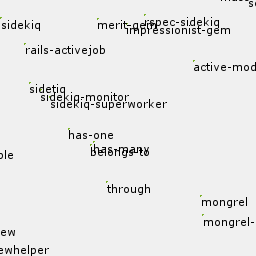 sidekiq
merit-gem
rspec-sidekiq
impressionist-gem
rails-activejob
active-mod
sidetiq
sidekiq-monitor
sidekiq-superworker
has-one
has-many
belongs-to
ble
through
mongrel
mongrel-
ew
ewhelper